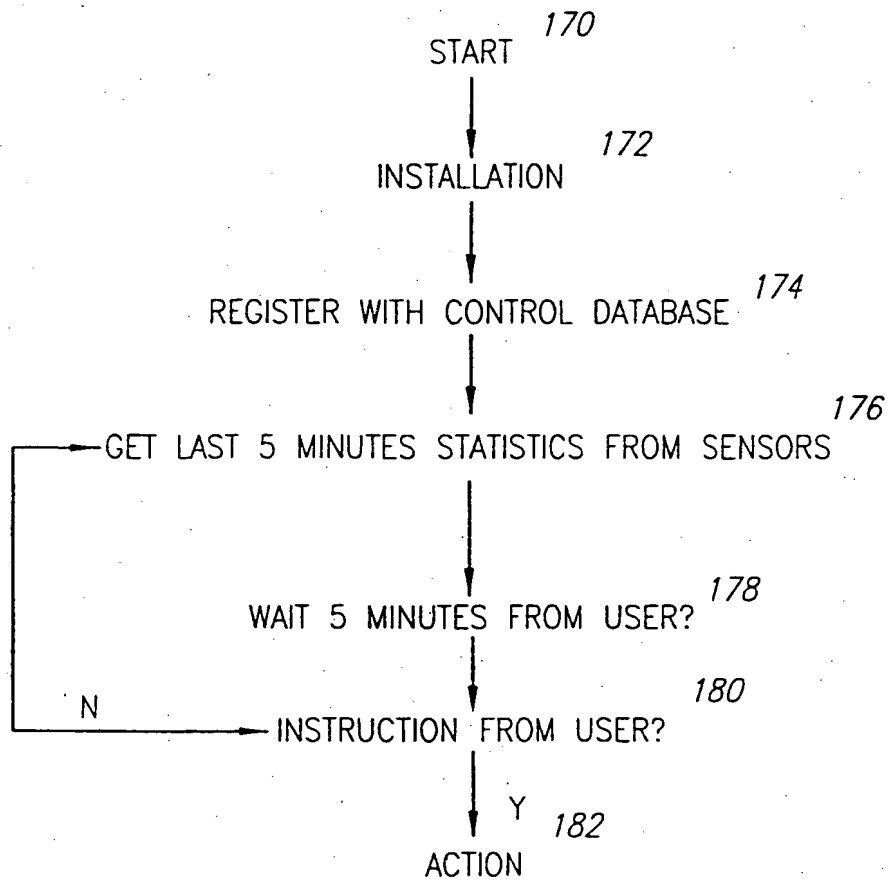 170
START
172
INSTALLATION
174
REGISTER WITH CONTROL DATABASE
176
GET LAST 5 MINUTES STATISTICS FROM SENSORS
178
WAIT 5 MINUTES FROM USER?
180
N
INSTRUCTION FROM USER?
Y
182
ACTION